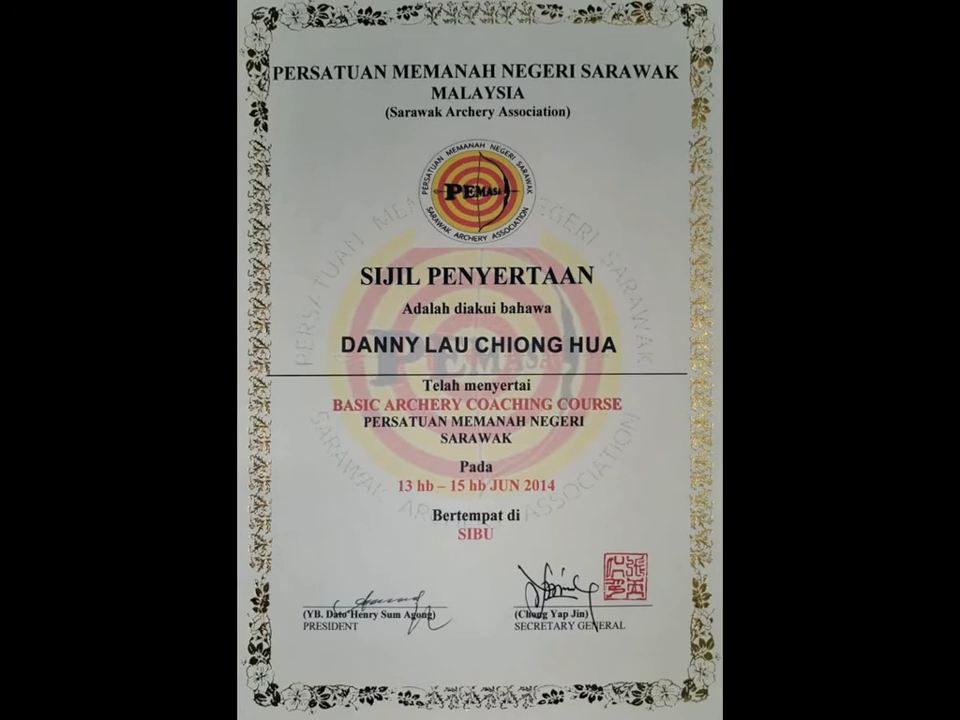 PERSATUAN MEMANAH NEGERI SARAWAK
MALAYSIA
(Sarawak Archery Association)
PERSATUAN MEMANAH NEGERI SARAWAK
PEMASA
SARAWAK ARCHERY ASSOCIATION
SIJIL PENYERTAAN
Adalah diakui bahawa
DANNY LAU CHIONG HUA
Telah menyertai
BASIC ARCHERY COACHING COURSE
PERSATUAN MEMANAH NEGERI
SARAWAK
Pada
13 hb – 15 hb JUN 2014
Bertempat di
SIBU
(YB. Dato Henry Sum Agong)
PRESIDENT
(Chong Yap Jin)
SECRETARY GENERAL